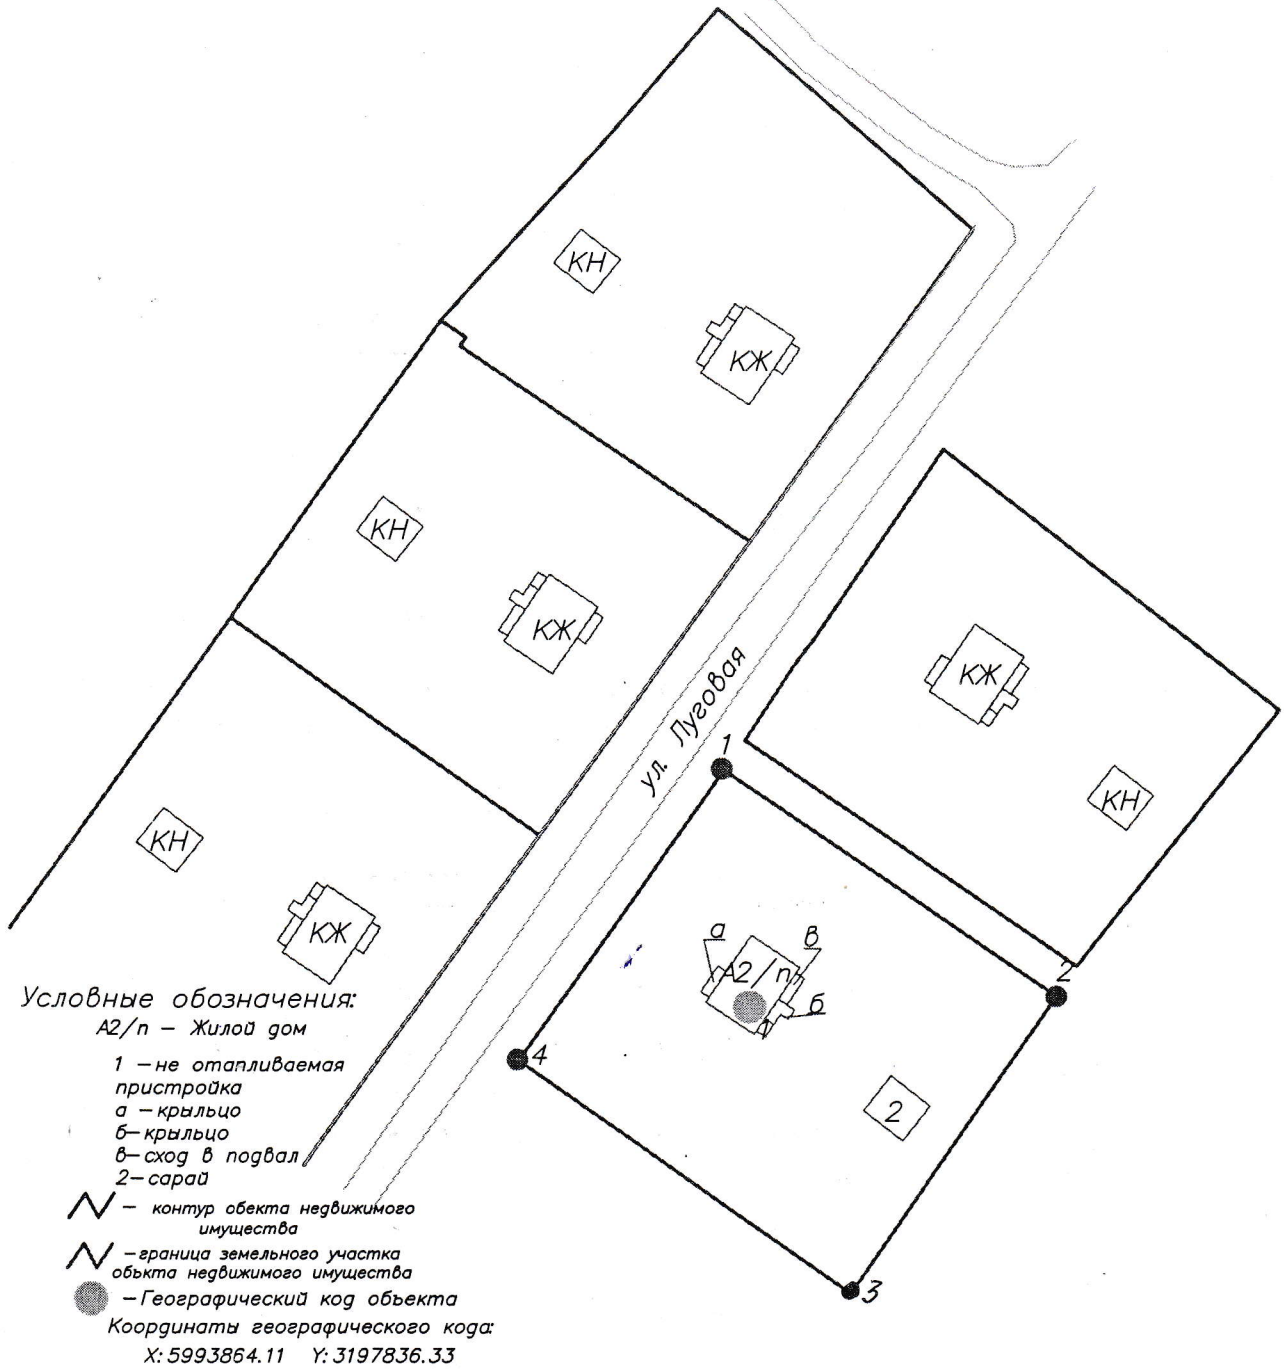 КН
КЖ
КН
КЖ
КЖ
ул. Луговая
1
КН
КН
КЖ
а
в
А2/п
2
б
1
4
2
3
Условные обозначения:
А2/п – Жилой дом
1 – не отапливаемая
пристройка
а – крыльцо
б – крыльцо
в – сход в подвал
2 – сарай
– контур обекта недвижимого
имущества
– граница земельного участка
обькта недвижимого имущества
– Географический код объекта
Координаты географического кода:
X: 5993864.11 Y: 3197836.33